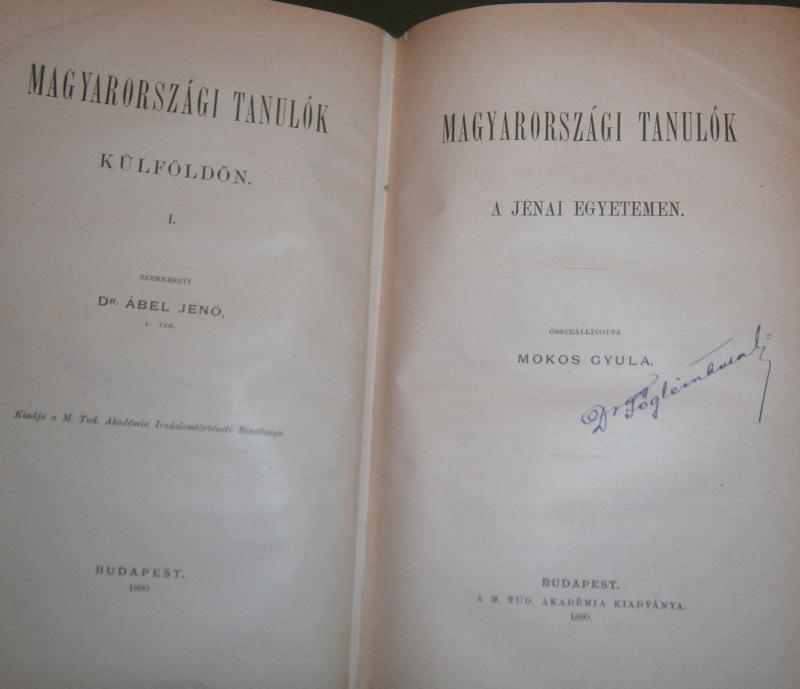 MAGYARORSZÁGI TANULÓK
KÜLFÖLDÖN.
I.
SZERKESZTI
DR. ÁBEL JENŐ,
L. TAG.
Kiadja a M. Tud. Akadémia Irodalomtörténeti Bizottsága.
BUDAPEST.
1890
MAGYARORSZÁGI TANULÓK
A JÉNAI EGYETEMEN.
ÖSSZEÁLLÍTOTTA
MOKOS GYULA.
Dr
BUDAPEST.
A M. TUD. AKADÉMIA KIADVÁNYA.
1890.